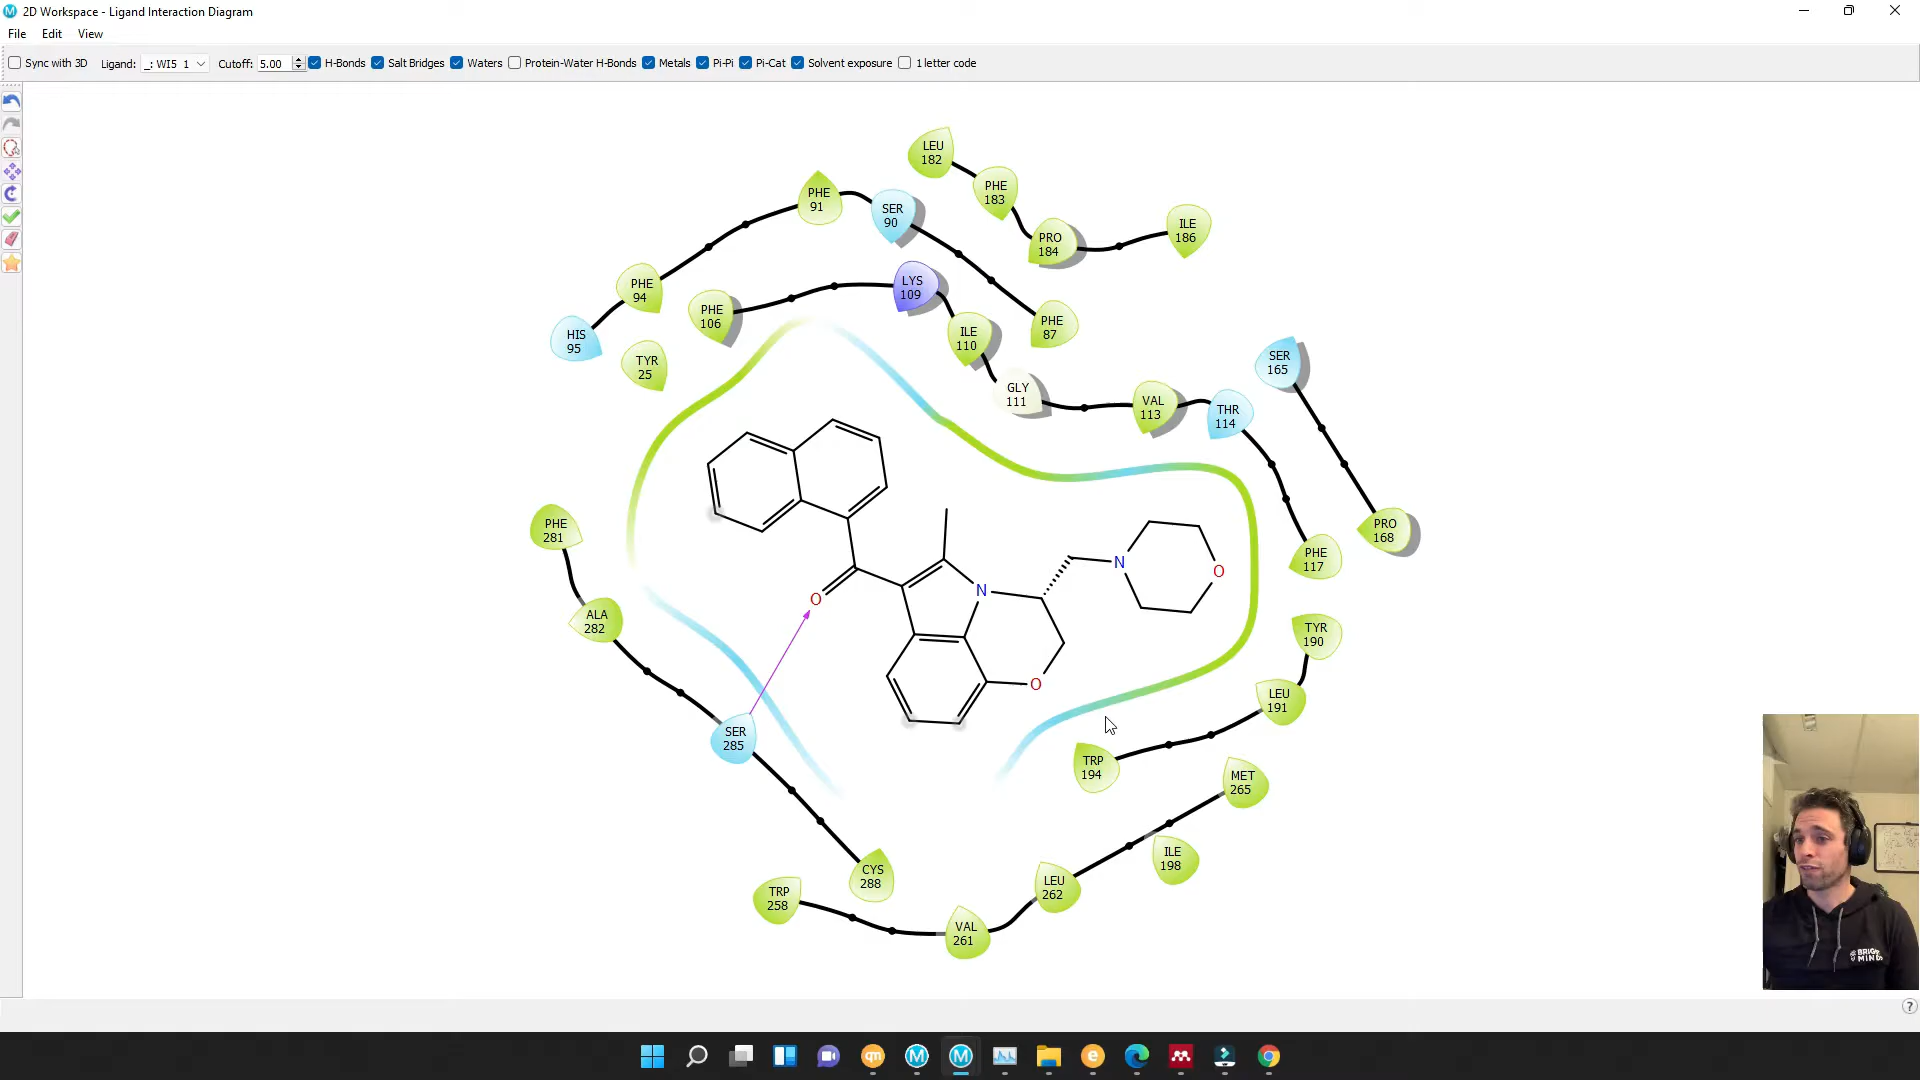 2D Workspace - Ligand Interaction Diagram
File Edit View
Sync with 3D Ligand: _: WI5 1 Cutoff: 5.00 H-Bonds Salt Bridges Waters Protein-Water H-Bonds Metals Pi-Pi Pi-Cat Solvent exposure 1 letter code
LEU
182
PHE
183
PHE
91
SER
90
PRO
184
ILE
186
PHE
94
LYS
109
PHE
106
HIS
95
ILE
110
PHE
87
TYR
25
SER
165
GLY
111
VAL
113
THR
114
PHE
281
PRO
168
PHE
117
N
O
N
O
O
ALA
282
TYR
190
LEU
191
SER
285
TRP
194
MET
265
ILE
198
CYS
288
LEU
262
TRP
258
VAL
261
BRIGHT
MINDS